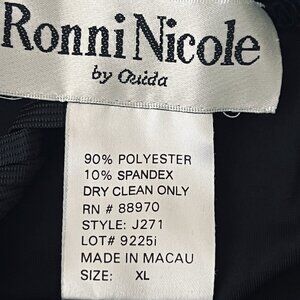 Ronni Nicole
by Ouida
90% POLYESTER
10% SPANDEX
DRY CLEAN ONLY
RN # 88970
STYLE: J271
LOT# 9225i
MADE IN MACAU
SIZE: XL